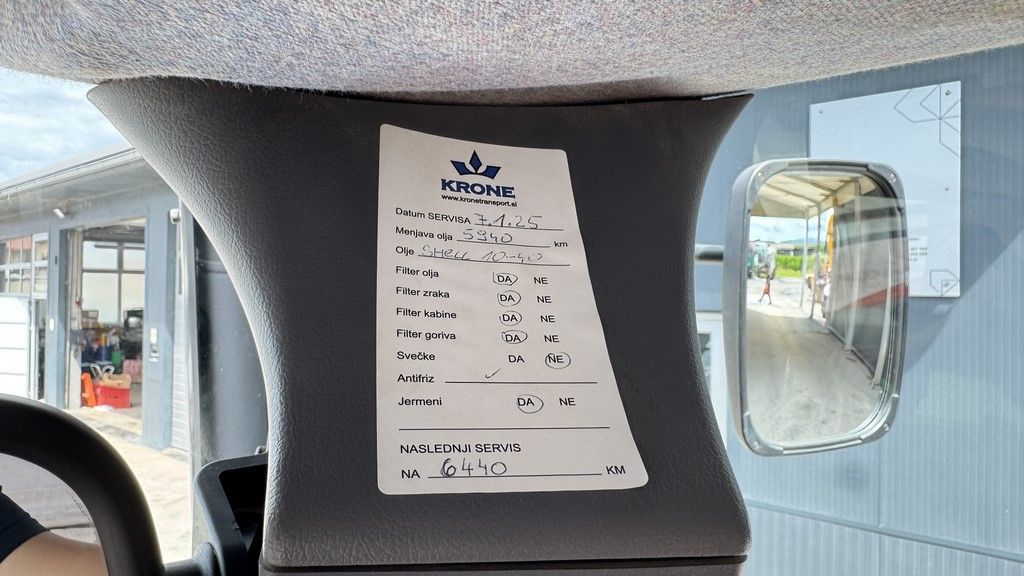 KRONE
www.kronetransport.si
Datum SERVISA 7.1.25
Menjava olja 5940 km
Olje SHELL 10-40
Filter olja DA NE
Filter zraka DA NE
Filter kabine DA NE
Filter goriva DA NE
Svečke DA NE
Antifriz ✓
Jermeni DA NE
NASLEDNJI SERVIS
NA 6440 KM